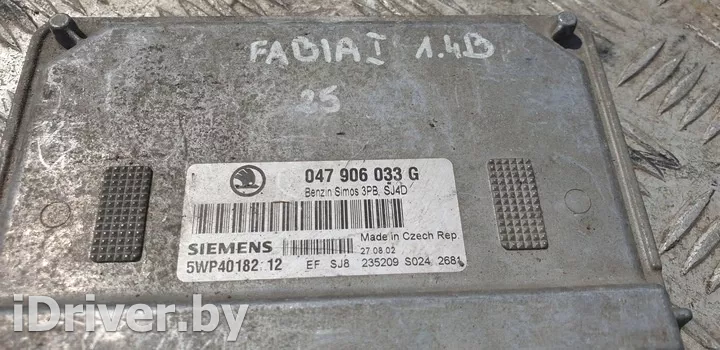 FABIA I 1.4B
25
047 906 033 G
Benzin Simos 3PB, SJ4D
SIEMENS
Made in Czech Rep.
27 08 02
5WP40182 12 EF SJ8 235209 S024 2681
iDriver.by